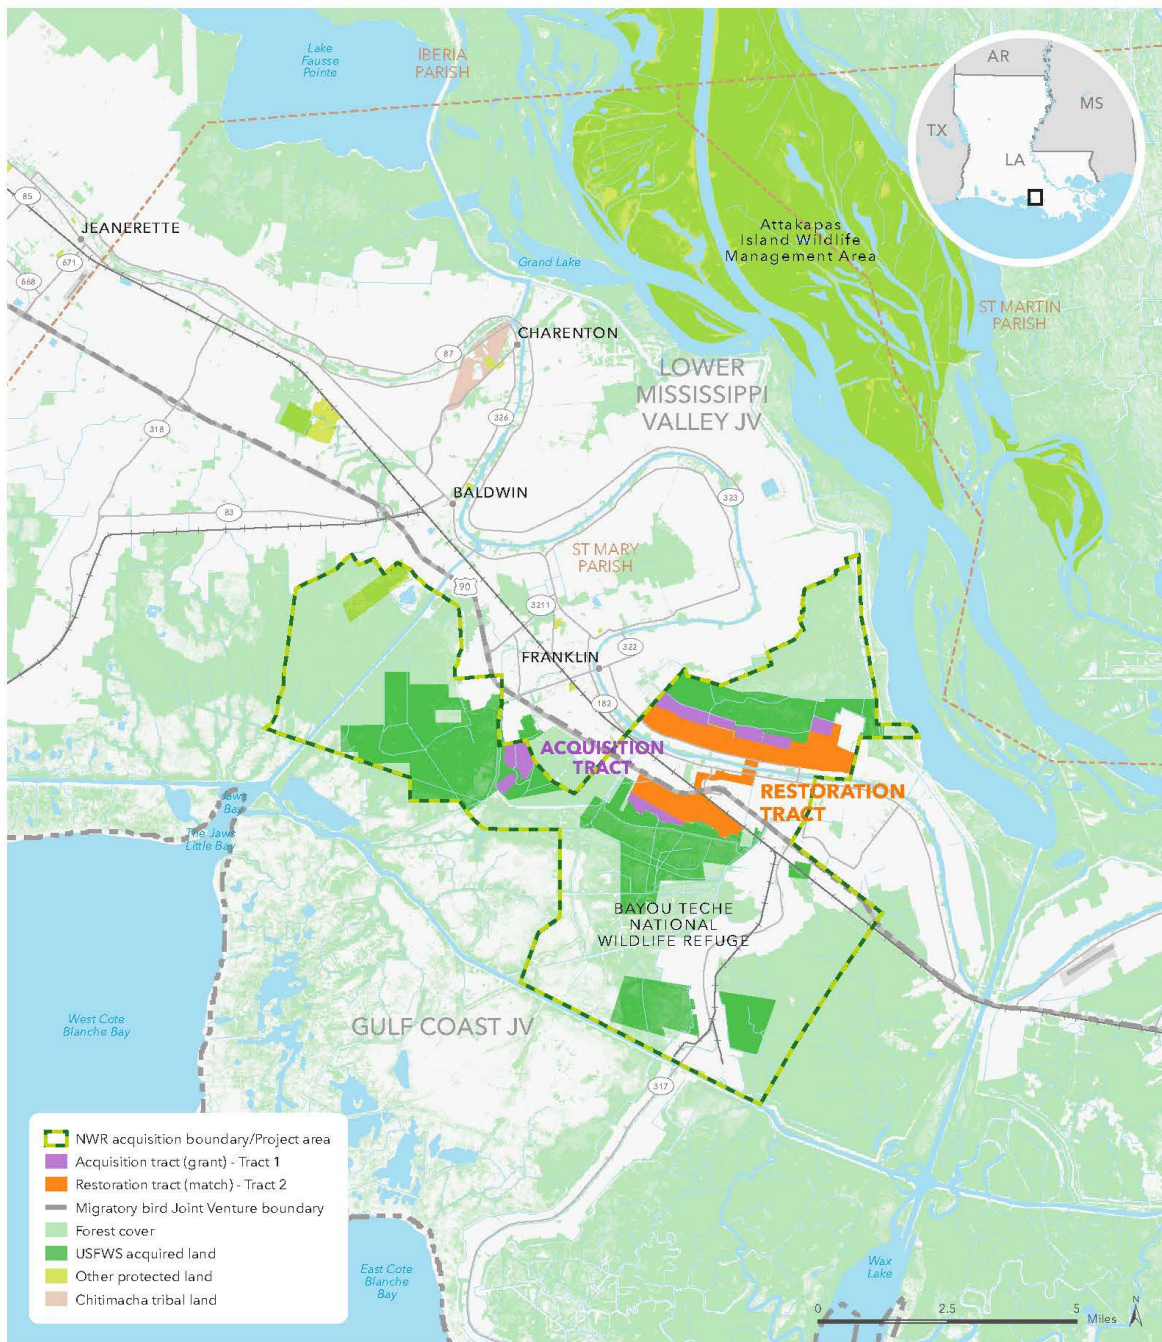 Lake
Fausse
Pointe
IBERIA
PARISH
AR
MS
TX
LA
85
JEANERETTE
671
668
Attakapas
Island Wildlife
Management Area
Grand Lake
ST MARTIN
PARISH
CHARENTON
87
LOWER
MISSISSIPPI
VALLEY JV
326
318
BALDWIN
323
83
ST MARY
PARISH
90
3211
322
FRANKLIN
182
ACQUISITION
TRACT
RESTORATION
TRACT
Jaws
Bay
The Jaws
Little Bay
BAYOU TECHE
NATIONAL
WILDLIFE REFUGE
West Cote
Blanche Bay
GULF COAST JV
317
NWR acquisition boundary/Project area
Acquisition tract (grant) - Tract 1
Restoration tract (match) - Tract 2
Migratory bird Joint Venture boundary
Forest cover
USFWS acquired land
Other protected land
Chitimacha tribal land
East Cote
Blanche
Bay
Wax
Lake
0 2.5 5
Miles
N